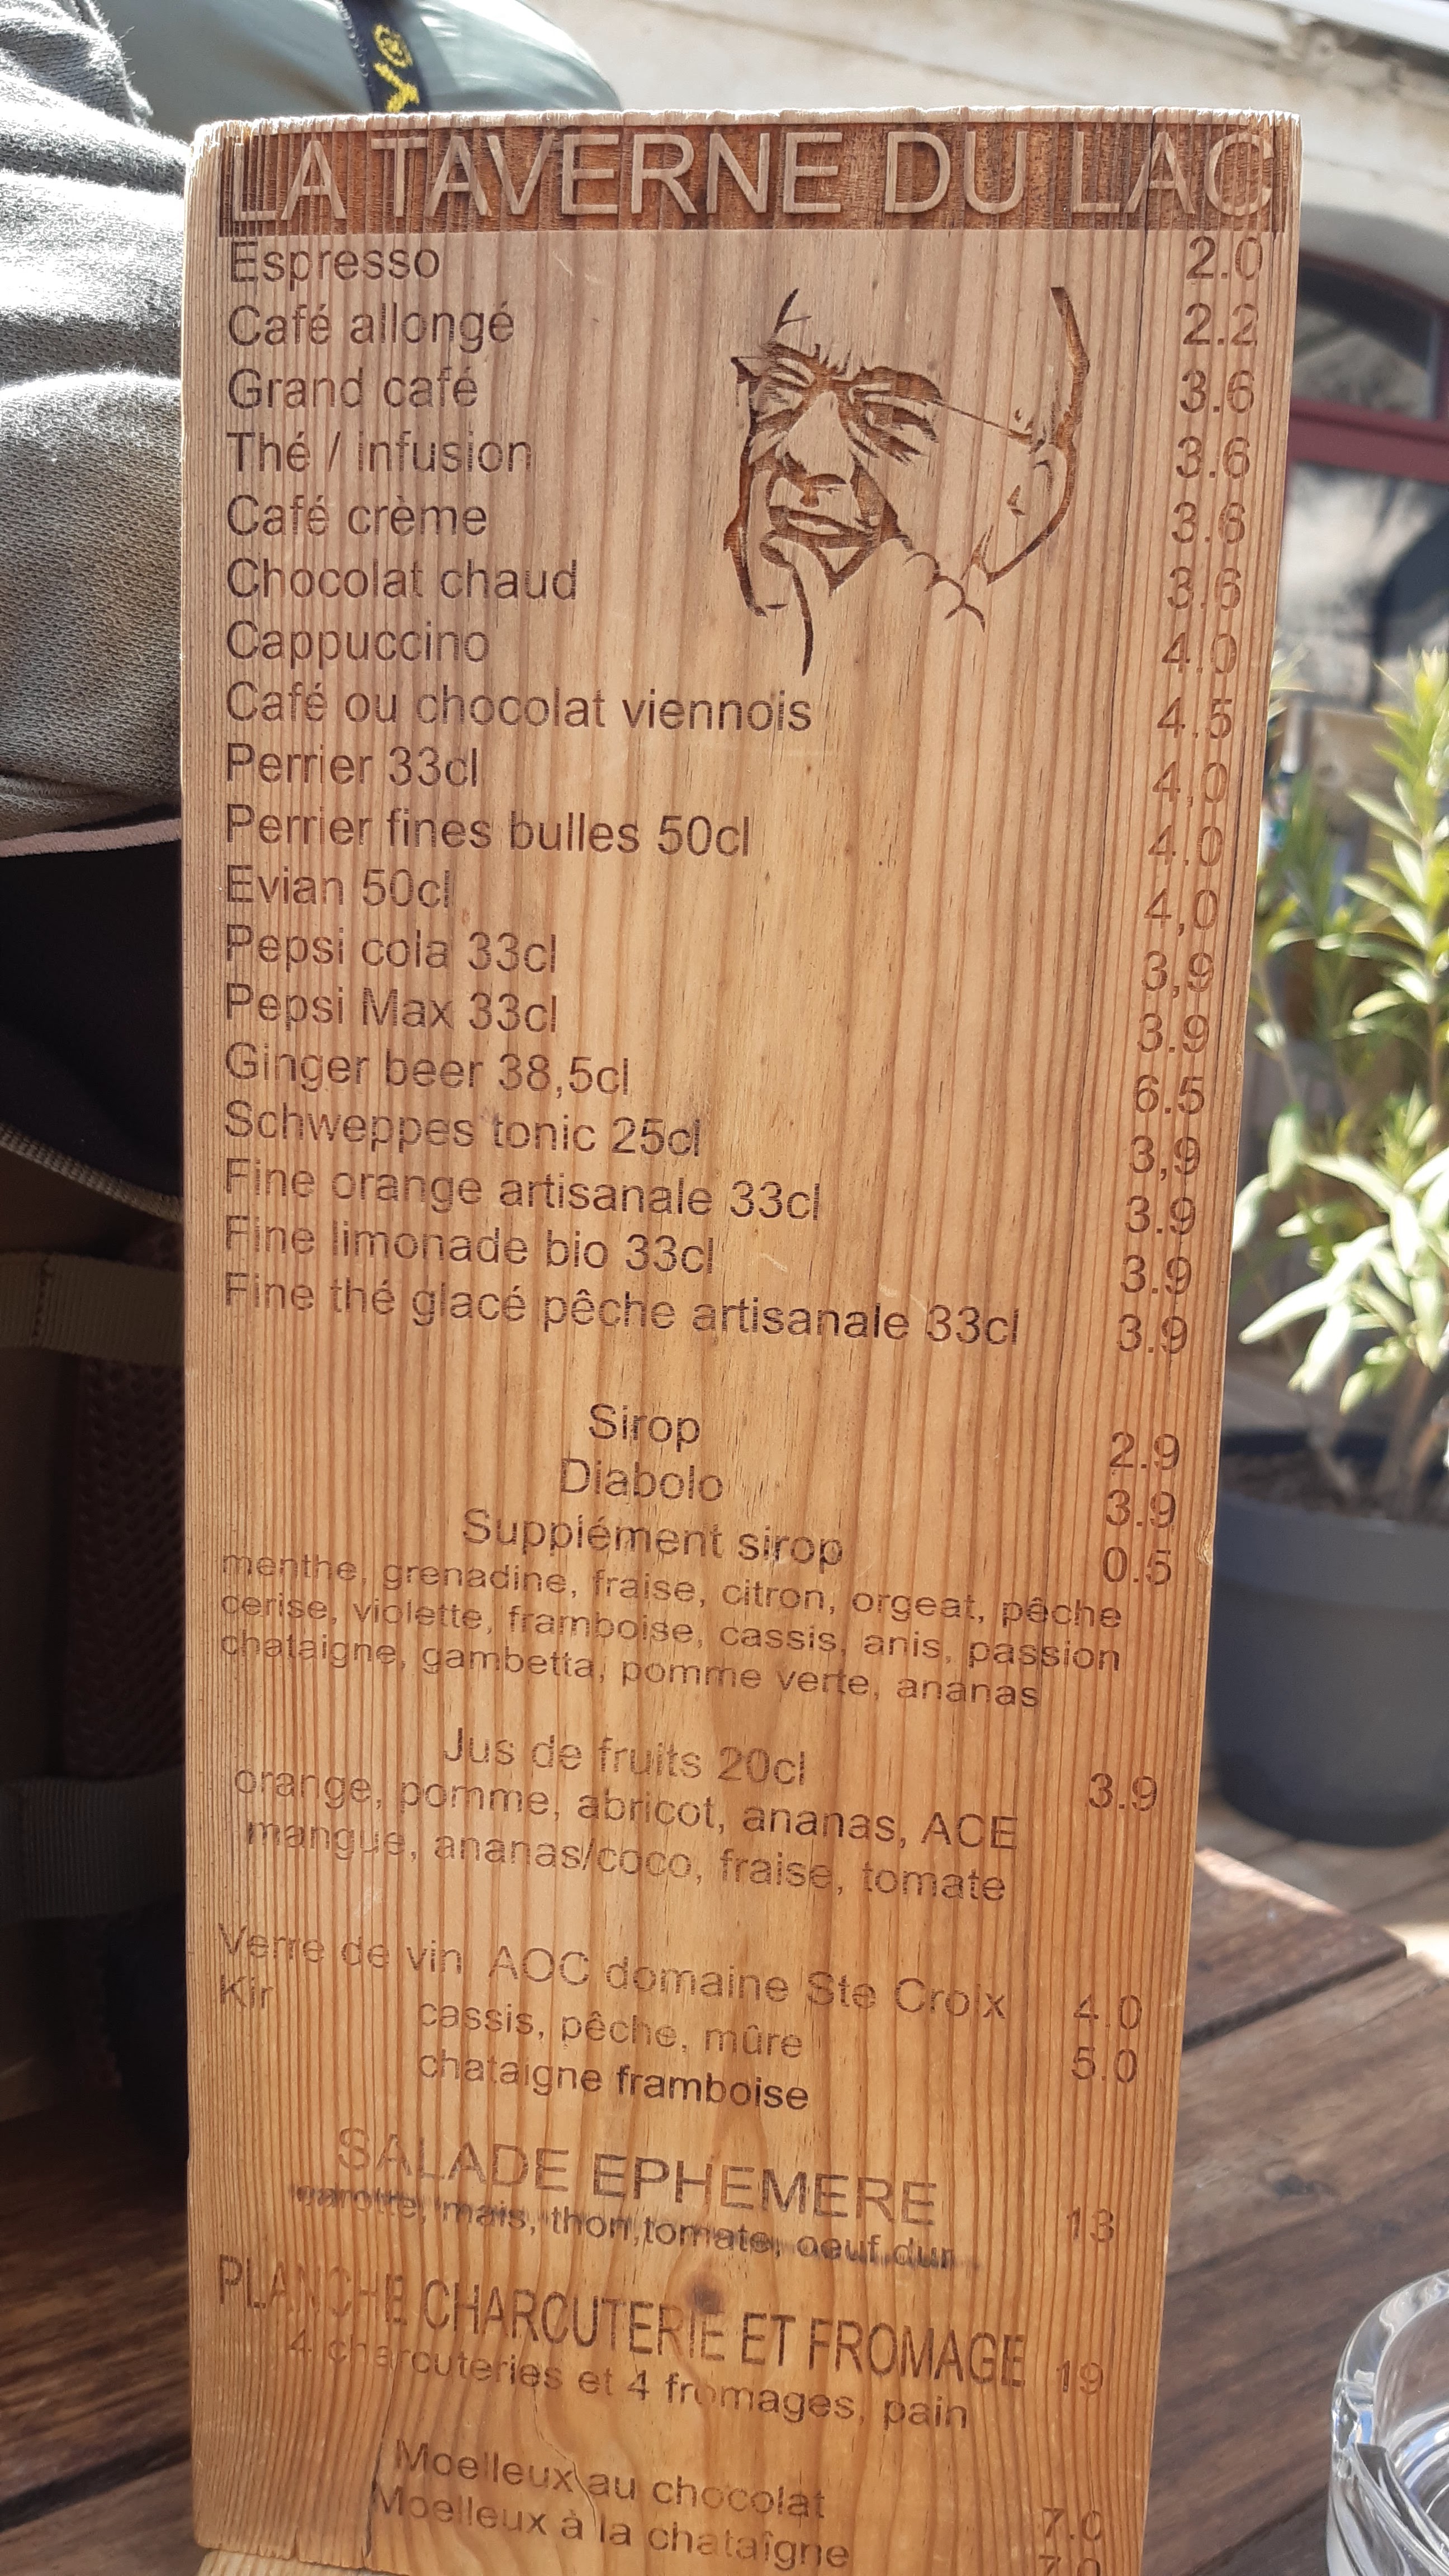 LA TAVERNE DU LAC
Espresso 2.0
Café allongé 2.2
Grand café 3.6
Thé / infusion 3.6
Café crème 3.6
Chocolat chaud 3.6
Cappuccino 4.0
Café ou chocolat viennois 4.5
Perrier 33cl 4,0
Perrier fines bulles 50cl 4.0
Evian 50cl 4,0
Pepsi cola 33cl 3,9
Pepsi Max 33cl 3.9
Ginger beer 38,5cl 6.5
Schweppes tonic 25cl 3,9
Fine orange artisanale 33cl 3.9
Fine limonade bio 33cl 3.9
Fine thé glacé pêche artisanale 33cl 3.9
Sirop 2.9
Diabolo 3.9
Supplément sirop 0.5
menthe, grenadine, fraise, citron, orgeat, pêche
cerise, violette, framboise, cassis, anis, passion
chataigne, gambetta, pomme verte, ananas
Jus de fruits 20cl 3.9
orange, pomme, abricot, ananas, ACE
mangue, ananas/coco, fraise, tomate
Verre de vin AOC domaine Ste Croix 4.0
Kir cassis, pêche, mûre 5.0
chataigne framboise
SALADE EPHEMERE 13
carotte, mais, thon,tomate, oeuf dur
PLANCHE CHARCUTERIE ET FROMAGE 19
4 charcuteries et 4 fromages, pain
Moelleux au chocolat 7.0
Moelleux à la chataîgne 7.0